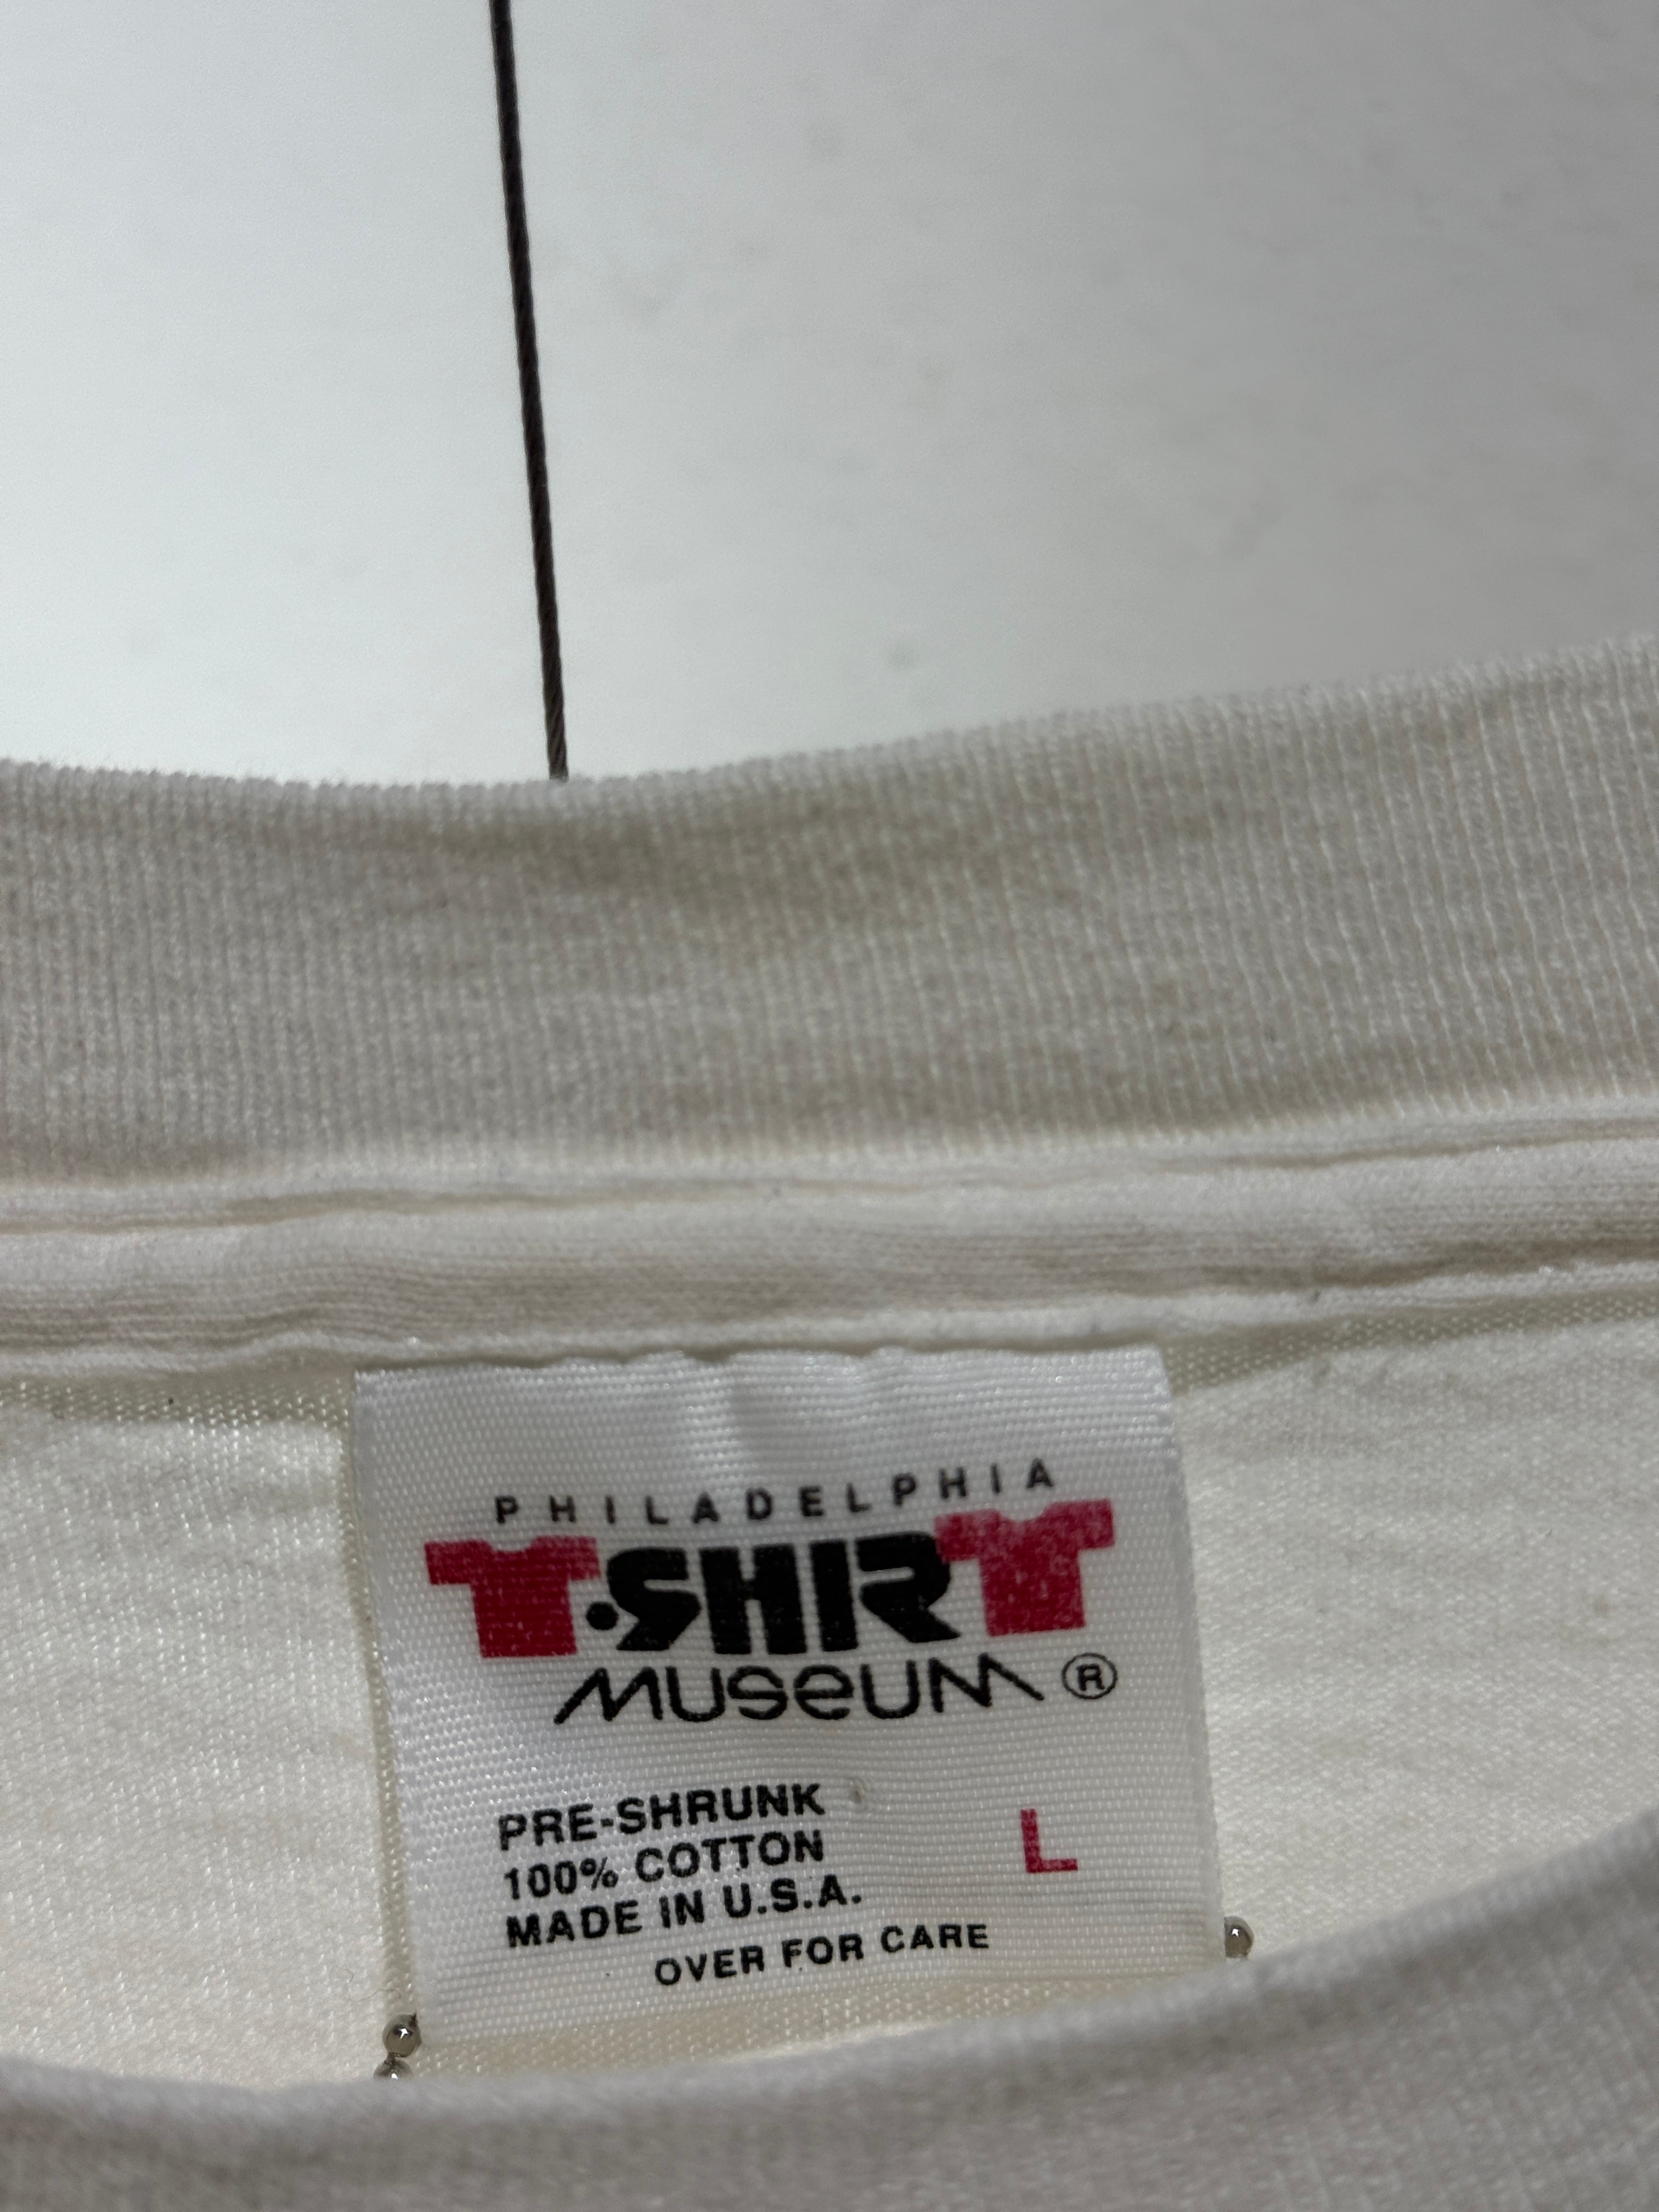 PHILADELPHIA
T-SHIRT
MUSEUM ®
PRE-SHRUNK
100% COTTON
MADE IN U.S.A.
L
OVER FOR CARE